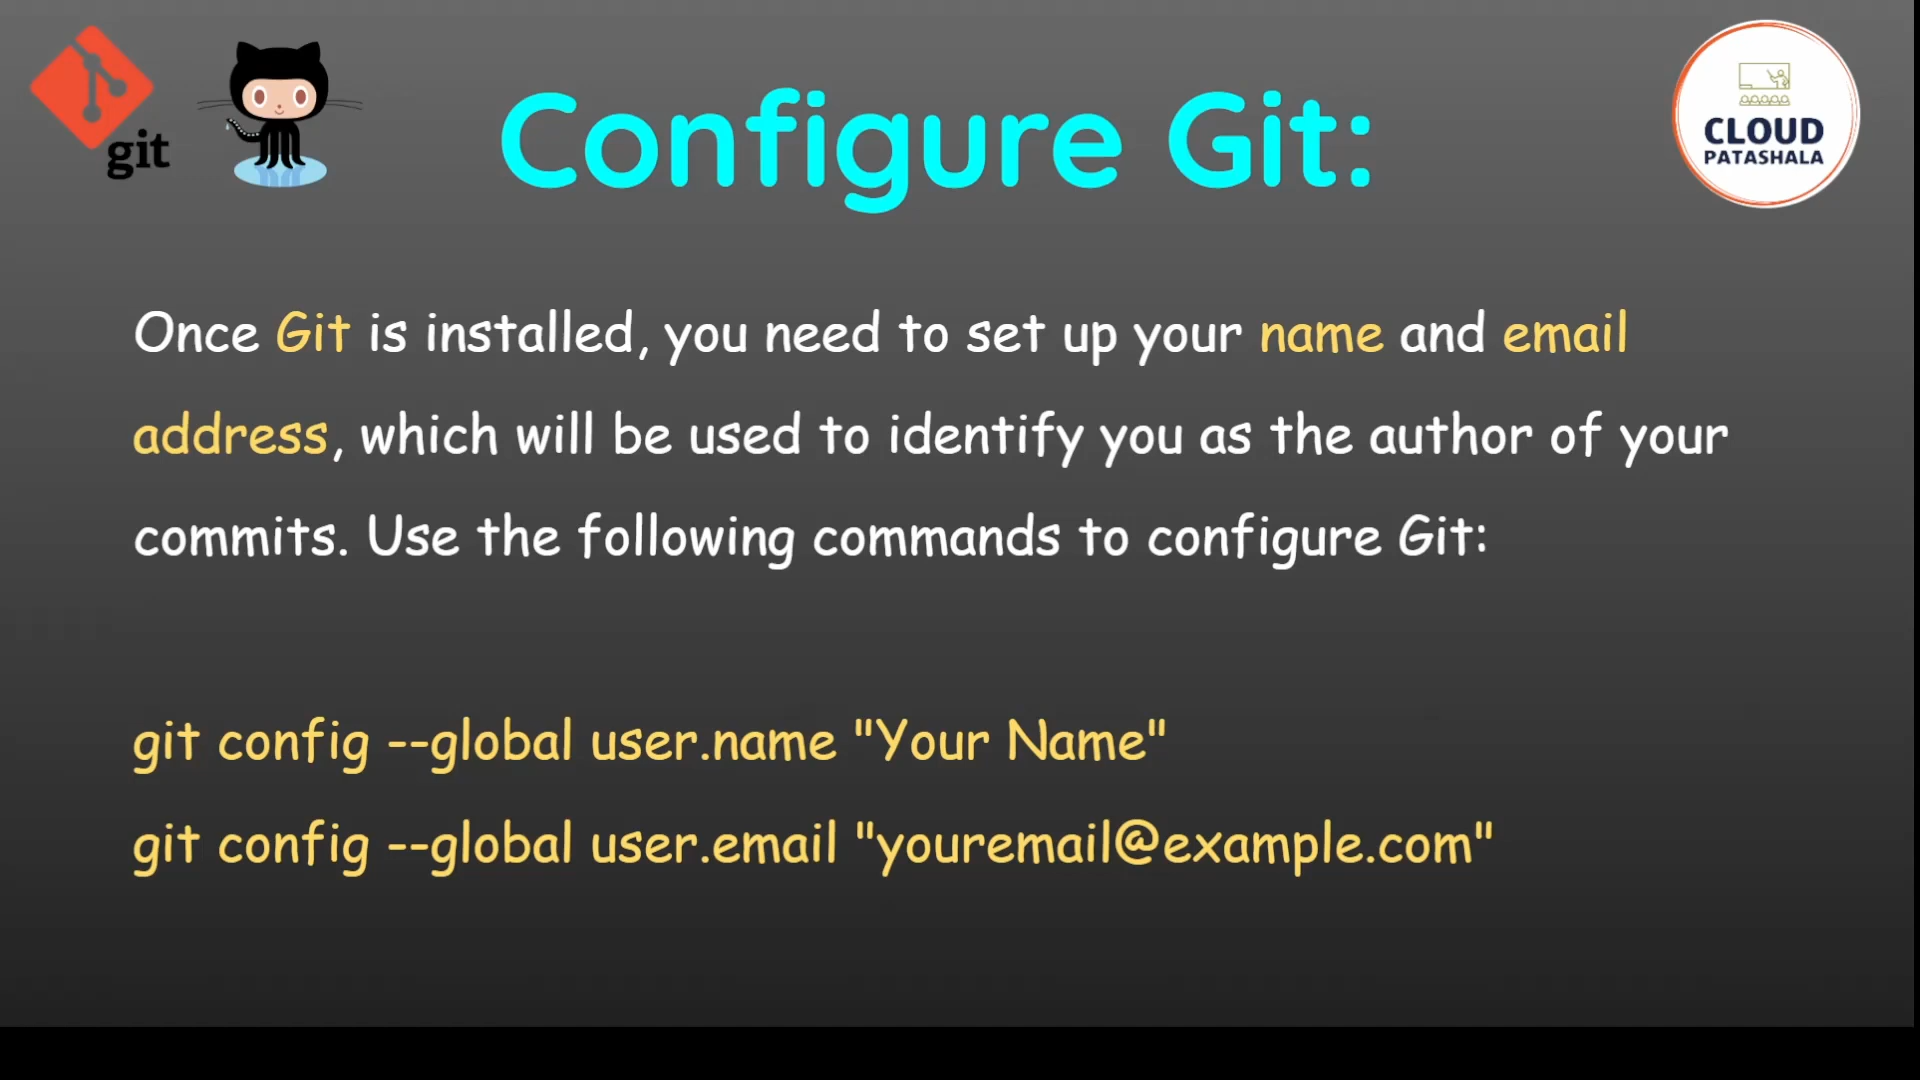 git
Configure Git:
CLOUD
PATASHALA
Once Git is installed, you need to set up your name and email
address, which will be used to identify you as the author of your
commits. Use the following commands to configure Git:
git config --global user.name "Your Name"
git config --global user.email "youremail@example.com"